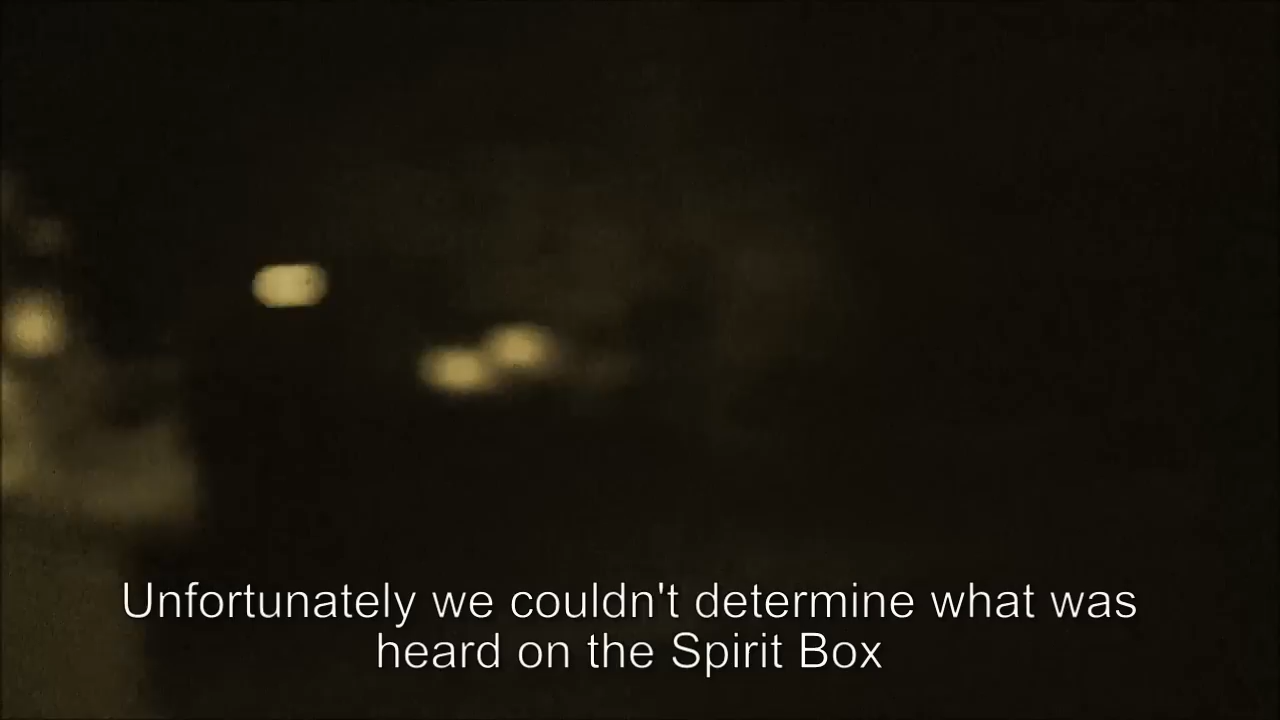 Unfortunately we couldn't determine what was
heard on the Spirit Box